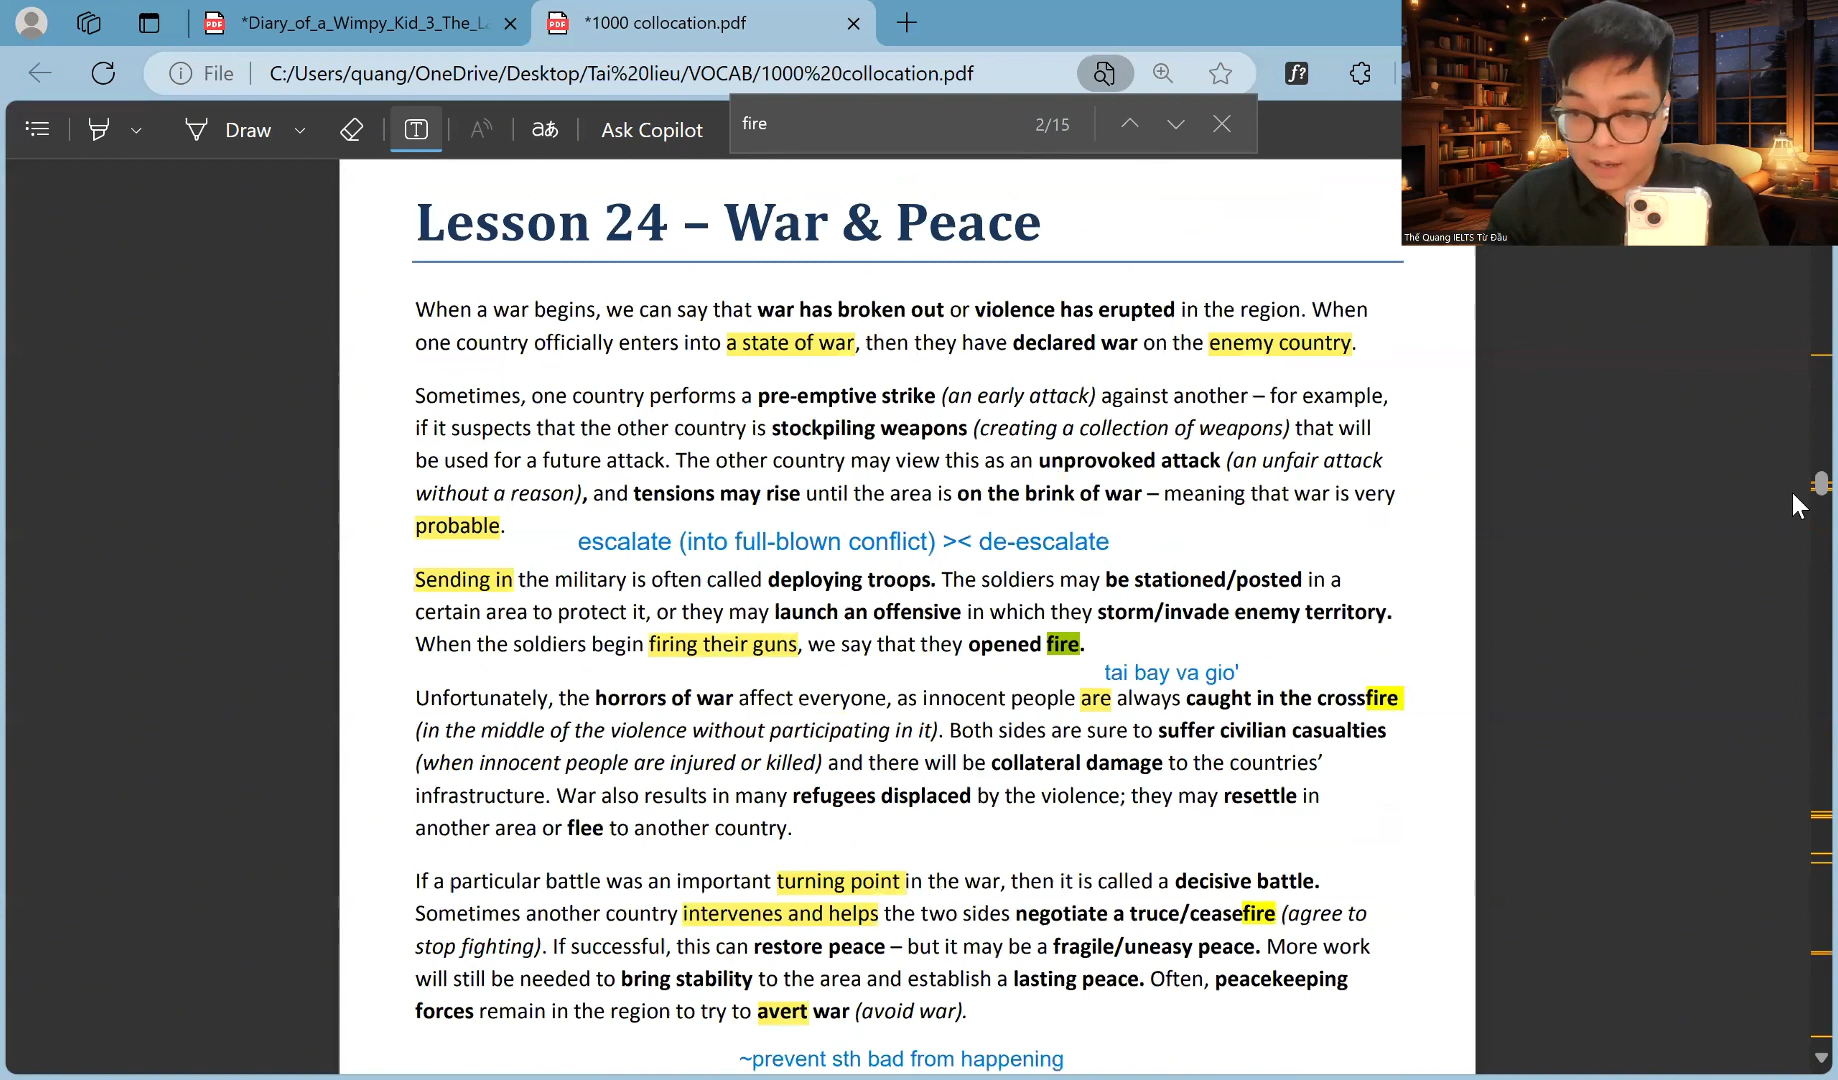 *Diary_of_a_Wimpy_Kid_3_The_L
*1000 collocation.pdf
File
C:/Users/quang/OneDrive/Desktop/Tai%20lieu/VOCAB/1000%20collocation.pdf
Draw
Ask Copilot
fire
2/15
Thế Quang IELTS Từ Đầu
Lesson 24 – War & Peace
When a war begins, we can say that war has broken out or violence has erupted in the region. When
one country officially enters into a state of war, then they have declared war on the enemy country.
Sometimes, one country performs a pre-emptive strike (an early attack) against another – for example,
if it suspects that the other country is stockpiling weapons (creating a collection of weapons) that will
be used for a future attack. The other country may view this as an unprovoked attack (an unfair attack
without a reason), and tensions may rise until the area is on the brink of war – meaning that war is very
probable.
escalate (into full-blown conflict) >< de-escalate
Sending in the military is often called deploying troops. The soldiers may be stationed/posted in a
certain area to protect it, or they may launch an offensive in which they storm/invade enemy territory.
When the soldiers begin firing their guns, we say that they opened fire.
tai bay va gio'
Unfortunately, the horrors of war affect everyone, as innocent people are always caught in the crossfire
(in the middle of the violence without participating in it). Both sides are sure to suffer civilian casualties
(when innocent people are injured or killed) and there will be collateral damage to the countries'
infrastructure. War also results in many refugees displaced by the violence; they may resettle in
another area or flee to another country.
If a particular battle was an important turning point in the war, then it is called a decisive battle.
Sometimes another country intervenes and helps the two sides negotiate a truce/ceasefire (agree to
stop fighting). If successful, this can restore peace – but it may be a fragile/uneasy peace. More work
will still be needed to bring stability to the area and establish a lasting peace. Often, peacekeeping
forces remain in the region to try to avert war (avoid war).
~prevent sth bad from happening